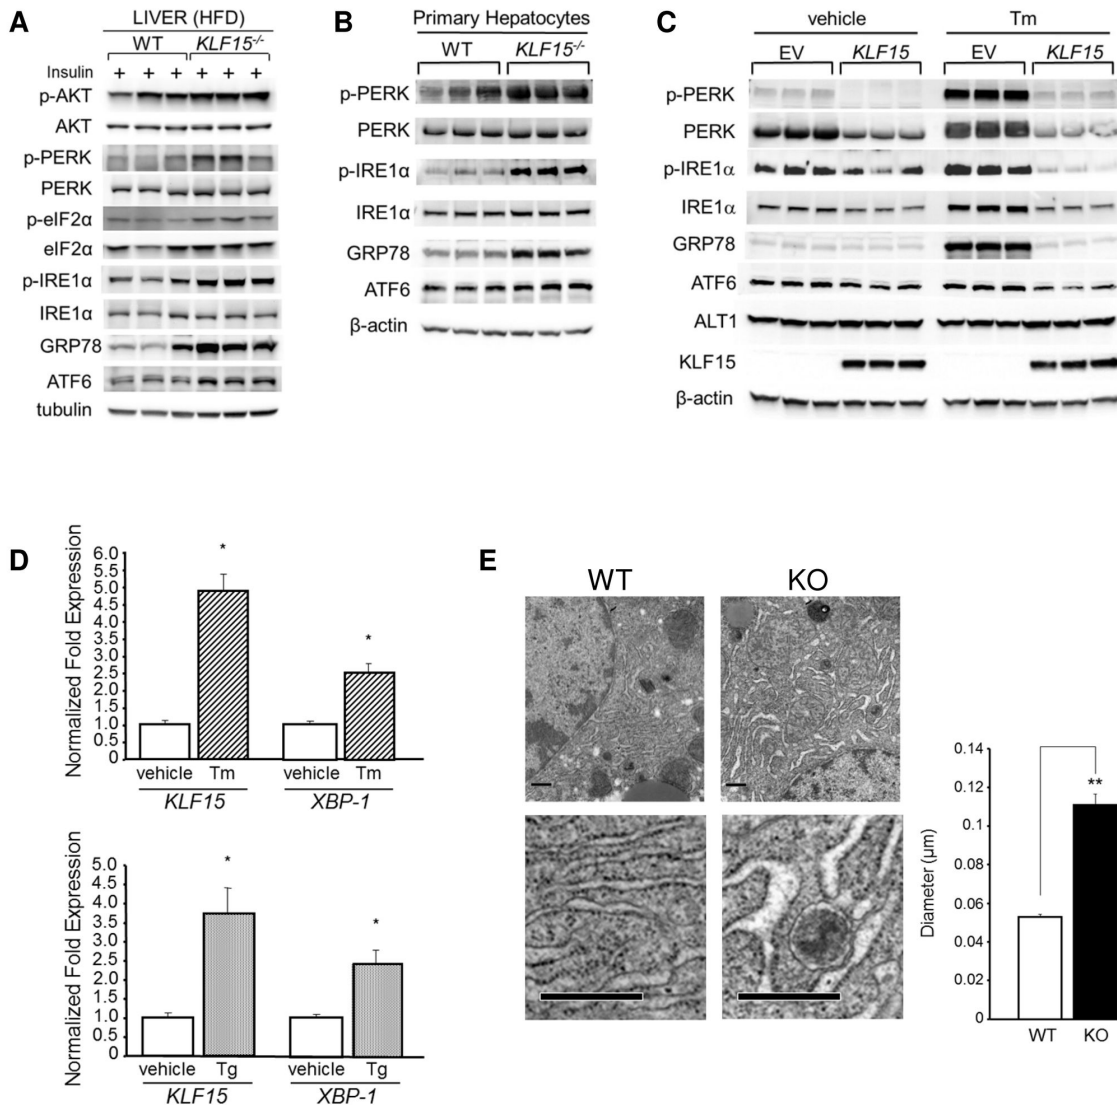 A
LIVER (HFD)
WT KLF15-/-
Insulin + + + + + +
p-AKT
AKT
p-PERK
PERK
p-eIF2α
eIF2α
p-IRE1α
IRE1α
GRP78
ATF6
tubulin
B
Primary Hepatocytes
WT KLF15-/-
p-PERK
PERK
p-IRE1α
IRE1α
GRP78
ATF6
β-actin
C
vehicle Tm
EV KLF15 EV KLF15
p-PERK
PERK
p-IRE1α
IRE1α
GRP78
ATF6
ALT1
KLF15
β-actin
D
Normalized Fold Expression
6.0
5.5
5.0
4.5
4.0
3.5
3.0
2.5
2.0
1.5
1.0
0.5
0
* *
vehicle Tm vehicle Tm
KLF15 XBP-1
Normalized Fold Expression
5.0
4.5
4.0
3.5
3.0
2.5
2.0
1.5
1.0
0.5
0
* *
vehicle Tg vehicle Tg
KLF15 XBP-1
E
WT KO
Diameter (µm)
0.14
0.12
0.1
0.08
0.06
0.04
0.02
0
**
WT KO